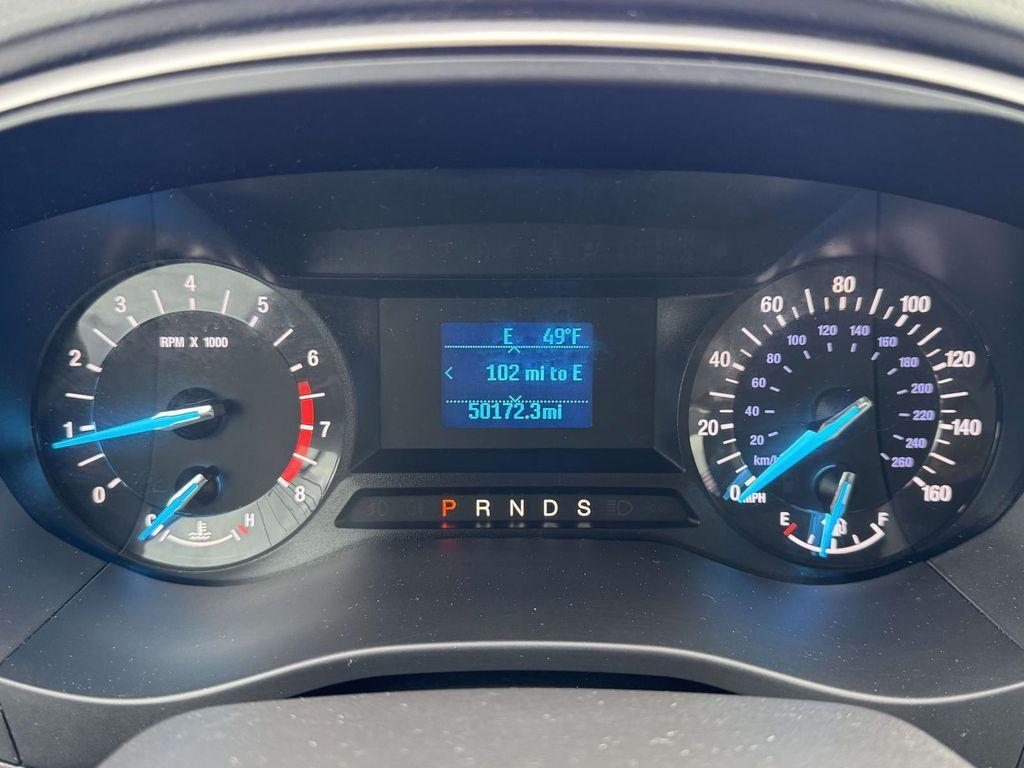 E 49°F
< 102 mi to E
50172.3mi
P R N D S
RPM X 1000
0 1 2 3 4 5 6 7 8
H
0 20 40 60 80 100 120 140 160
MPH
20 40 60 80 100 120 140 160 180 200 220 240 260
km/h
E F